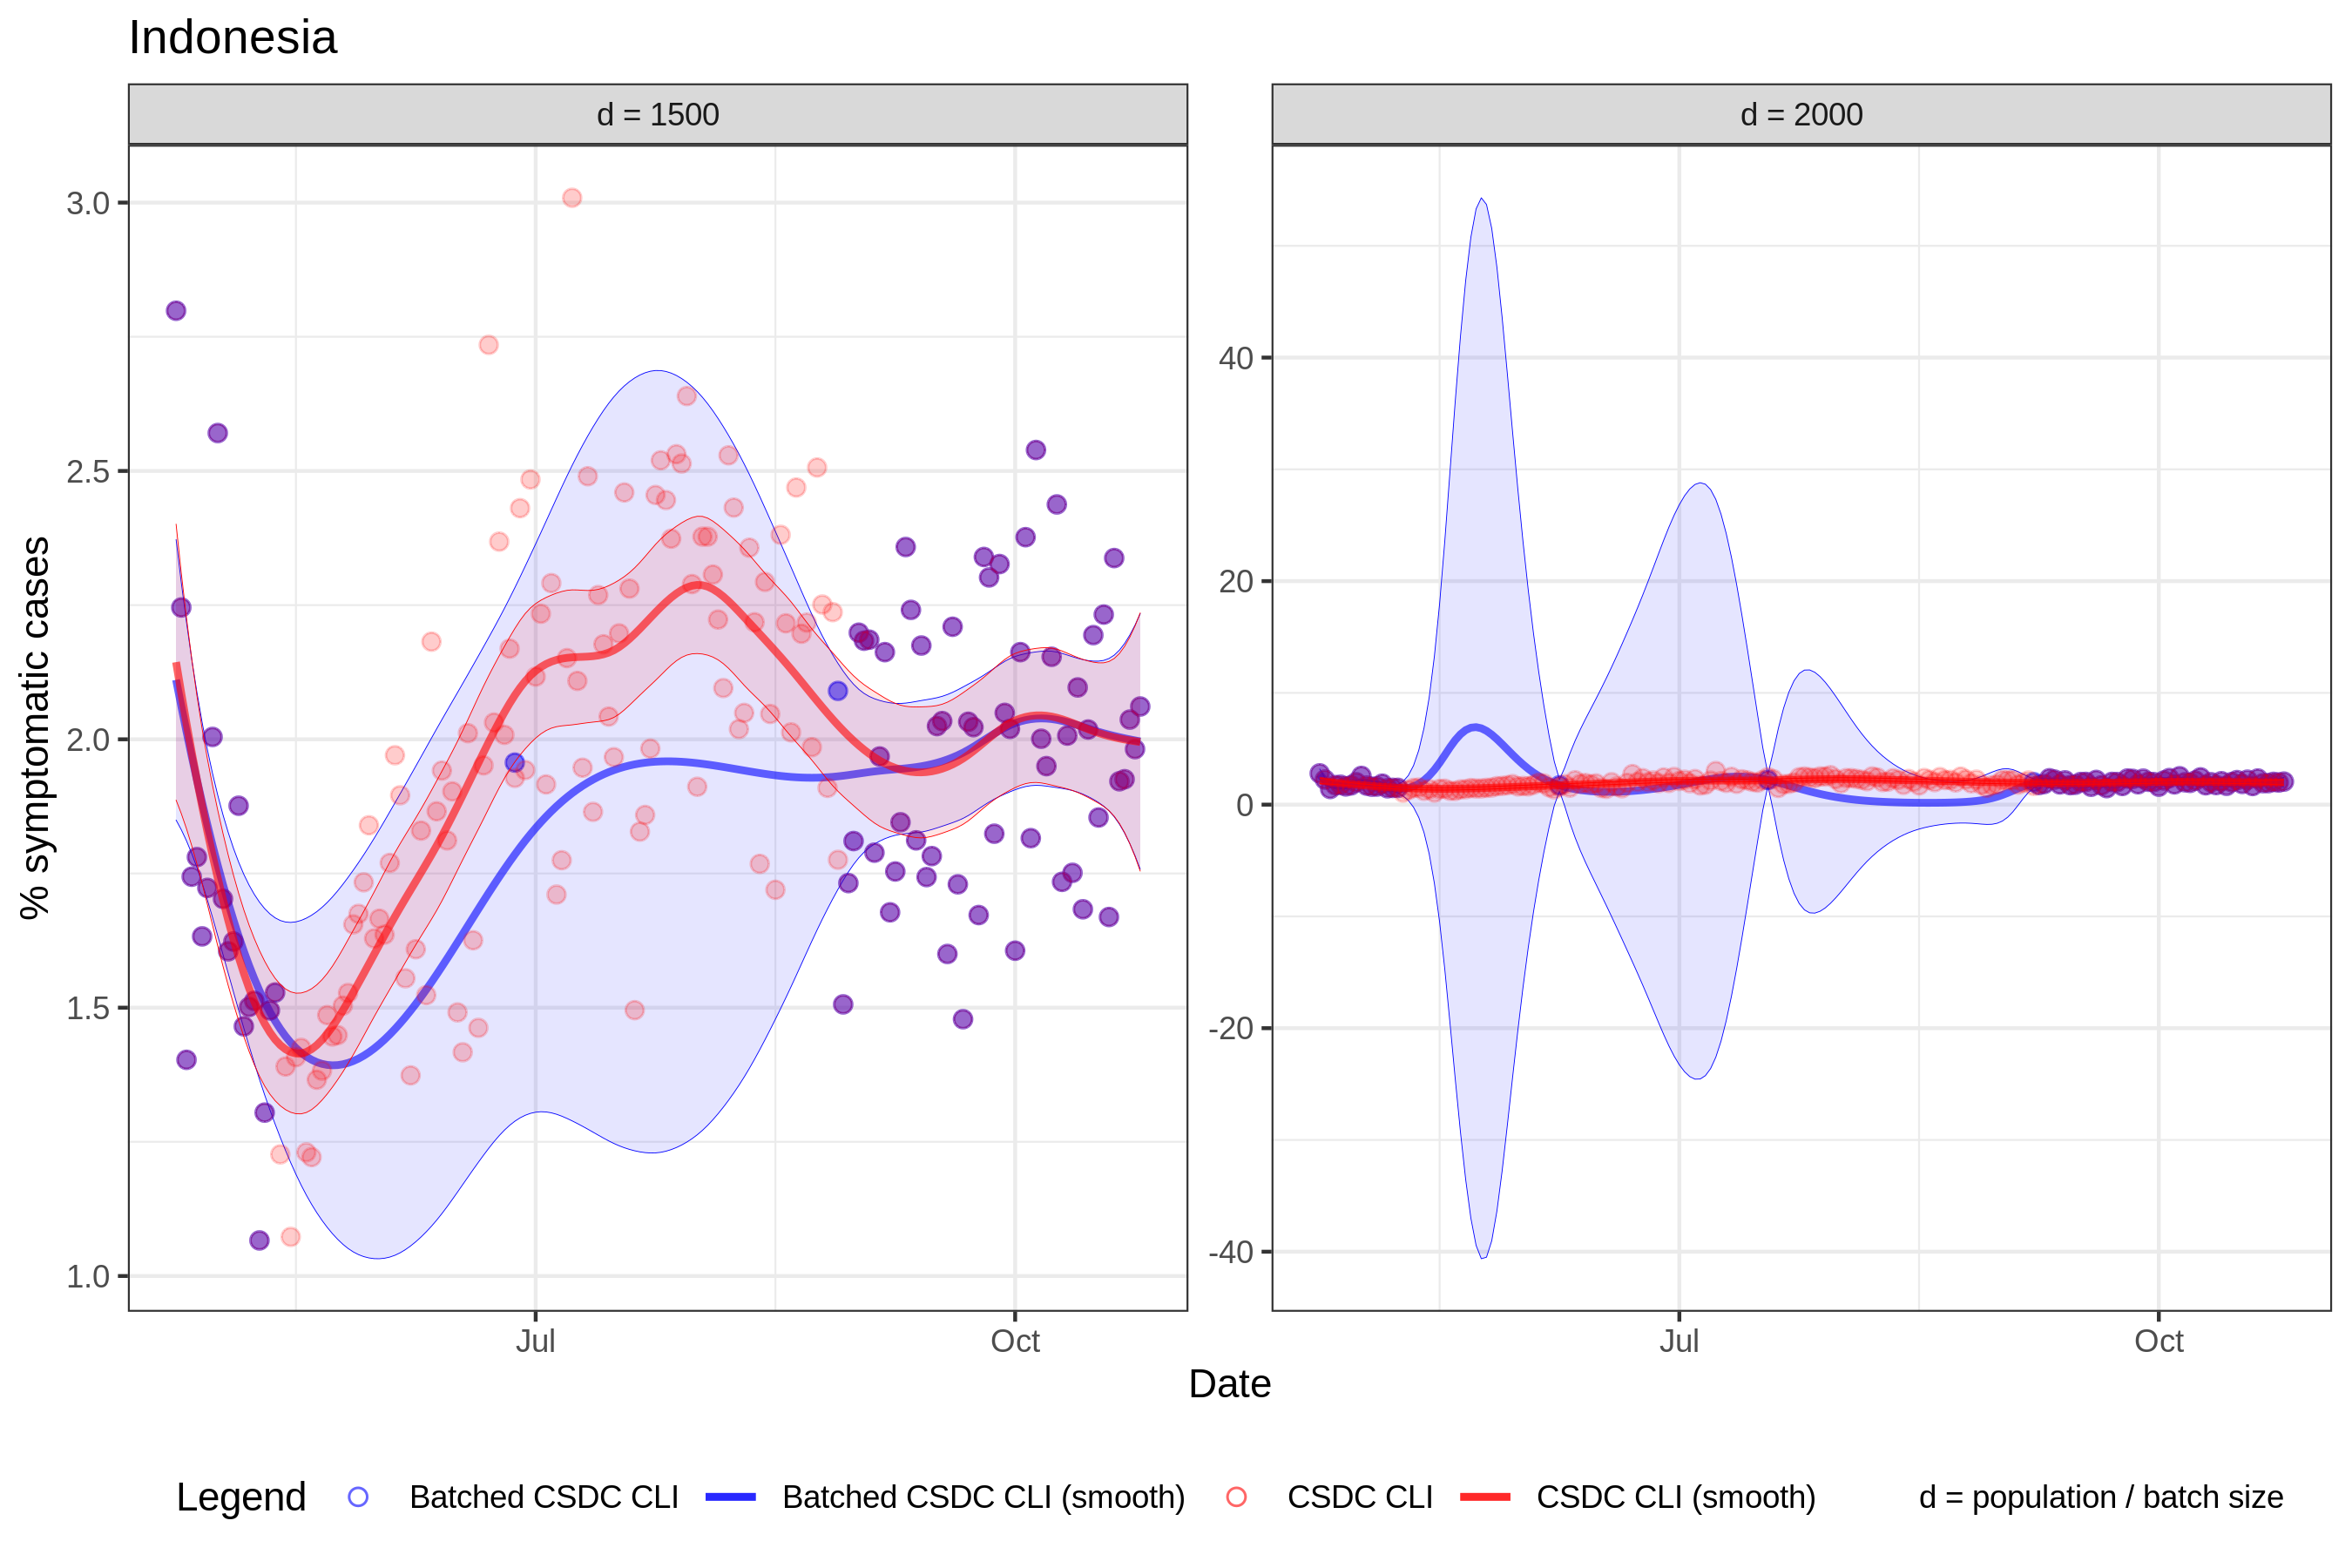 Indonesia
d = 1500
d = 2000
% symptomatic cases
3.0
2.5
2.0
1.5
1.0
40
20
0
-20
-40
Jul
Oct
Jul
Oct
Date
Legend
Batched CSDC CLI
Batched CSDC CLI (smooth)
CSDC CLI
CSDC CLI (smooth)
d = population / batch size